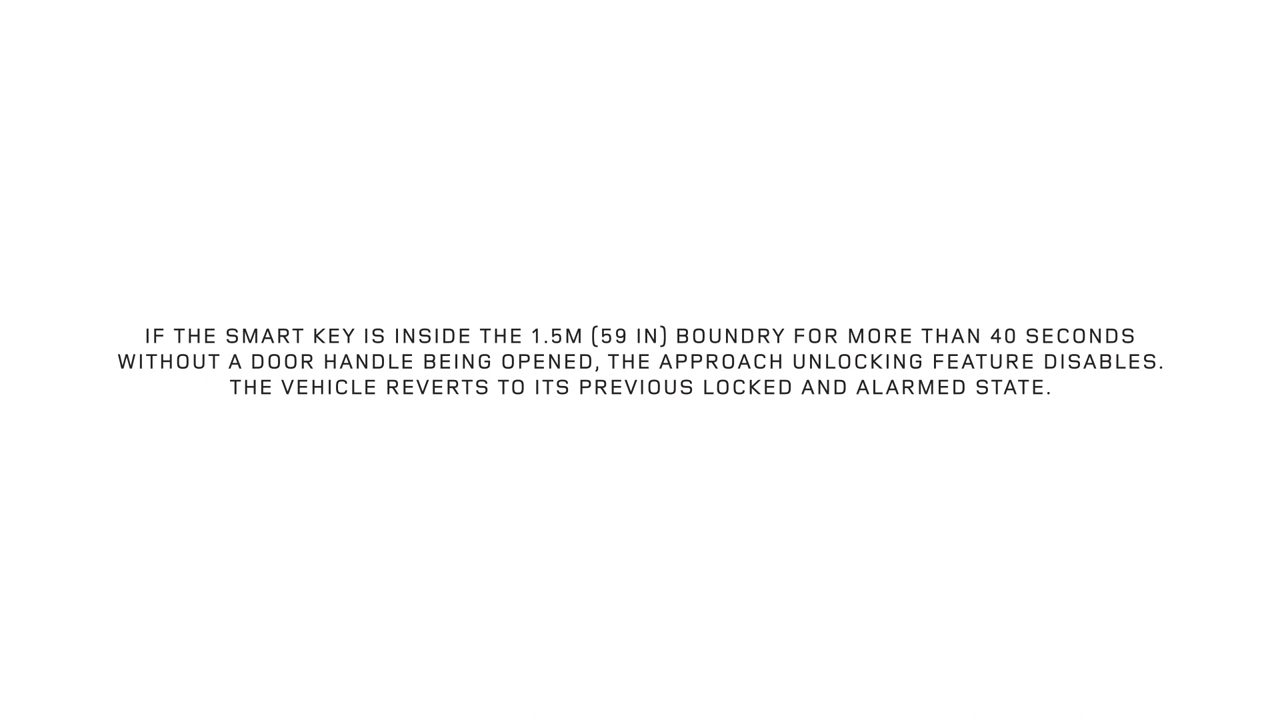 IF THE SMART KEY IS INSIDE THE 1.5M (59 IN) BOUNDRY FOR MORE THAN 40 SECONDS
WITHOUT A DOOR HANDLE BEING OPENED, THE APPROACH UNLOCKING FEATURE DISABLES.
THE VEHICLE REVERTS TO ITS PREVIOUS LOCKED AND ALARMED STATE.